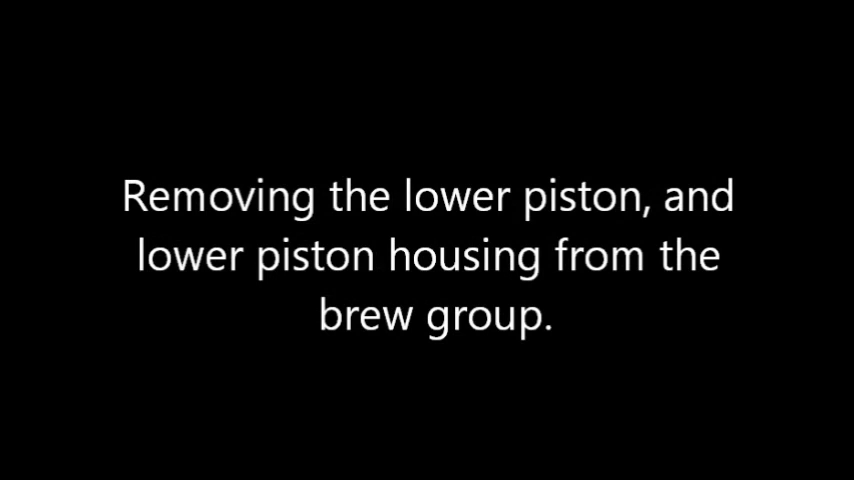 Removing the lower piston, and
lower piston housing from the
brew group.